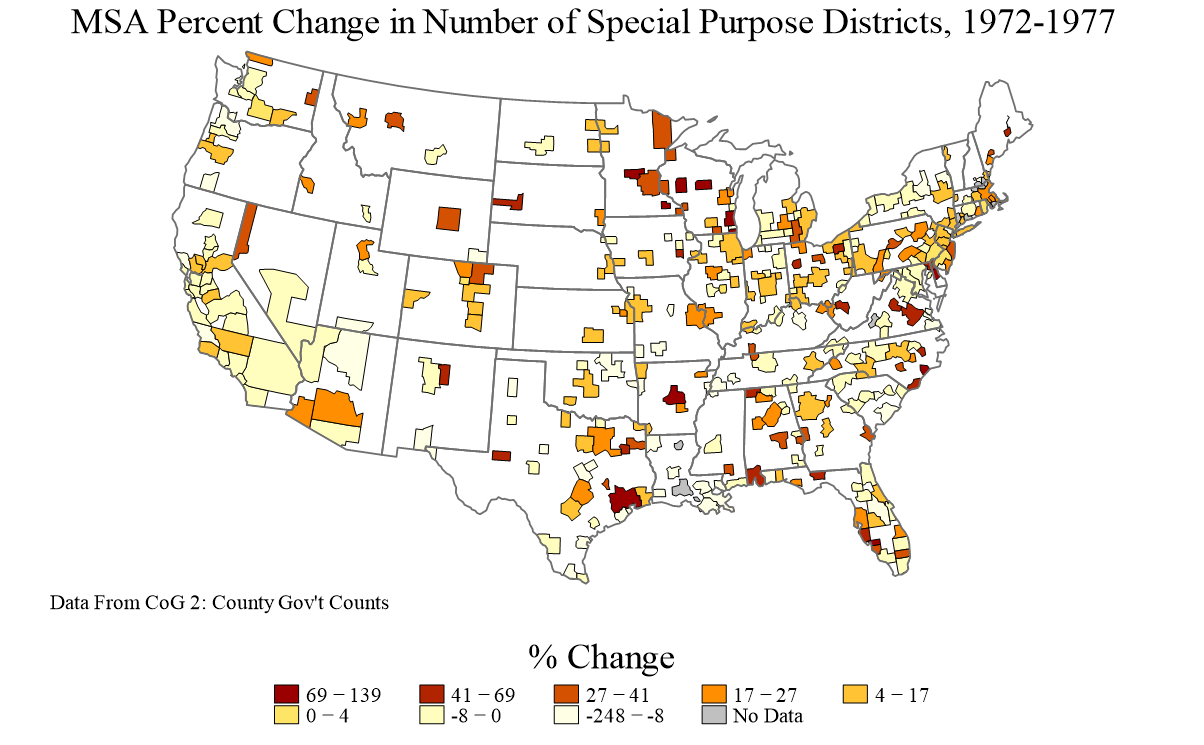 MSA Percent Change in Number of Special Purpose Districts, 1972-1977
Data From CoG 2: County Gov't Counts
% Change
69 − 139 41 − 69 27 − 41 17 − 27 4 − 17
0 − 4 -8 − 0 -248 − -8 No Data